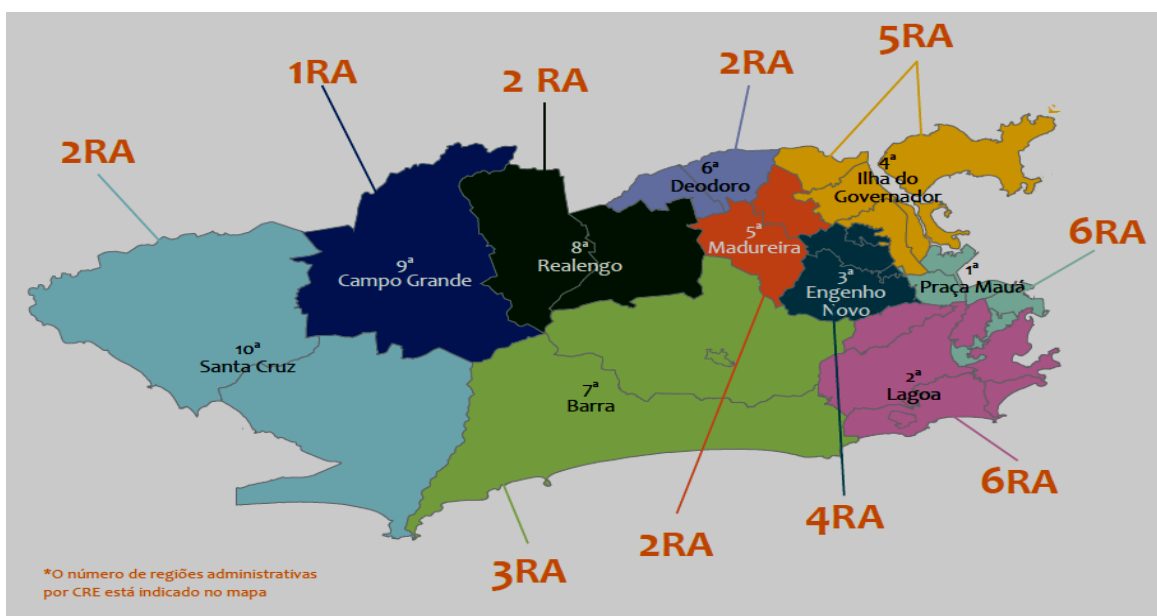 5RA
1RA
2 RA
2RA
2RA
4ª
Ilha do
Governador
6ª
Deodoro
6RA
5ª
Madureira
8ª
Realengo
9ª
Campo Grande
1ª
Praça Mauá
3ª
Engenho
Novo
10ª
Santa Cruz
7ª
Barra
2ª
Lagoa
6RA
4RA
2RA
3RA
*O número de regiões administrativas
por CRE está indicado no mapa